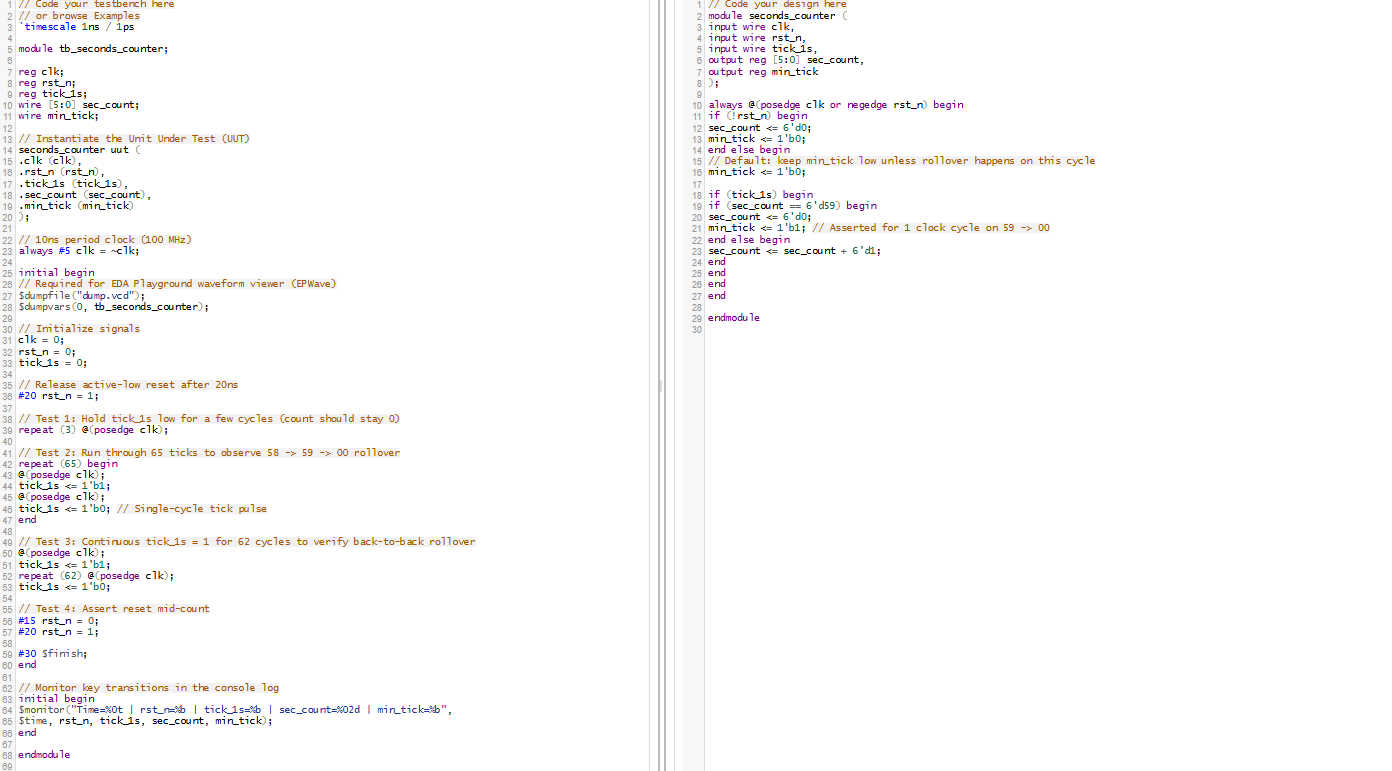 1 // Code your testbench here
2 // or browse Examples
3 `timescale 1ns / 1ps
4
5 module tb_seconds_counter;
6
7 reg clk;
8 reg rst_n;
9 reg tick_1s;
10 wire [5:0] sec_count;
11 wire min_tick;
12
13 // Instantiate the Unit Under Test (UUT)
14 seconds_counter uut (
15 .clk (clk),
16 .rst_n (rst_n),
17 .tick_1s (tick_1s),
18 .sec_count (sec_count),
19 .min_tick (min_tick)
20 );
21
22 // 10ns period clock (100 MHz)
23 always #5 clk = ~clk;
24
25 initial begin
26 // Required for EDA Playground waveform viewer (EPWave)
27 $dumpfile("dump.vcd");
28 $dumpvars(0, tb_seconds_counter);
29
30 // Initialize signals
31 clk = 0;
32 rst_n = 0;
33 tick_1s = 0;
34
35 // Release active-low reset after 20ns
36 #20 rst_n = 1;
37
38 // Test 1: Hold tick_1s low for a few cycles (count should stay 0)
39 repeat (3) @(posedge clk);
40
41 // Test 2: Run through 65 ticks to observe 58 -> 59 -> 00 rollover
42 repeat (65) begin
43 @(posedge clk);
44 tick_1s <= 1'b1;
45 @(posedge clk);
46 tick_1s <= 1'b0; // Single-cycle tick pulse
47 end
48
49 // Test 3: Continuous tick_1s = 1 for 62 cycles to verify back-to-back rollover
50 @(posedge clk);
51 tick_1s <= 1'b1;
52 repeat (62) @(posedge clk);
53 tick_1s <= 1'b0;
54
55 // Test 4: Assert reset mid-count
56 #15 rst_n = 0;
57 #20 rst_n = 1;
58
59 #30 $finish;
60 end
61
62 // Monitor key transitions in the console log
63 initial begin
64 $monitor("Time=%0t | rst_n=%b | tick_1s=%b | sec_count=%02d | min_tick=%b",
65 $time, rst_n, tick_1s, sec_count, min_tick);
66 end
67
68 endmodule
69
1 // Code your design here
2 module seconds_counter (
3 input wire clk,
4 input wire rst_n,
5 input wire tick_1s,
6 output reg [5:0] sec_count,
7 output reg min_tick
8 );
9
10 always @(posedge clk or negedge rst_n) begin
11 if (!rst_n) begin
12 sec_count <= 6'd0;
13 min_tick <= 1'b0;
14 end else begin
15 // Default: keep min_tick low unless rollover happens on this cycle
16 min_tick <= 1'b0;
17
18 if (tick_1s) begin
19 if (sec_count == 6'd59) begin
20 sec_count <= 6'd0;
21 min_tick <= 1'b1; // Asserted for 1 clock cycle on 59 -> 00
22 end else begin
23 sec_count <= sec_count + 6'd1;
24 end
25 end
26 end
27 end
28
29 endmodule
30